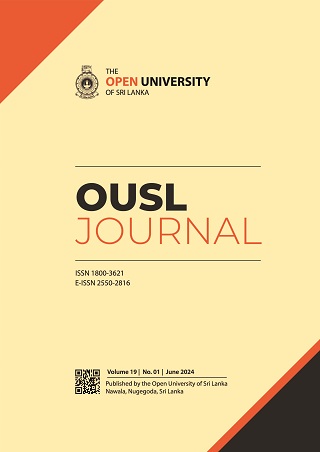 THE
OPEN UNIVERSITY
OF SRI LANKA
OUSL
JOURNAL
ISSN 1800-3621
E-ISSN 2550-2816
Volume 19 | No. 01 | June 2024
Published by the Open University of Sri Lanka
Nawala, Nugegoda, Sri Lanka